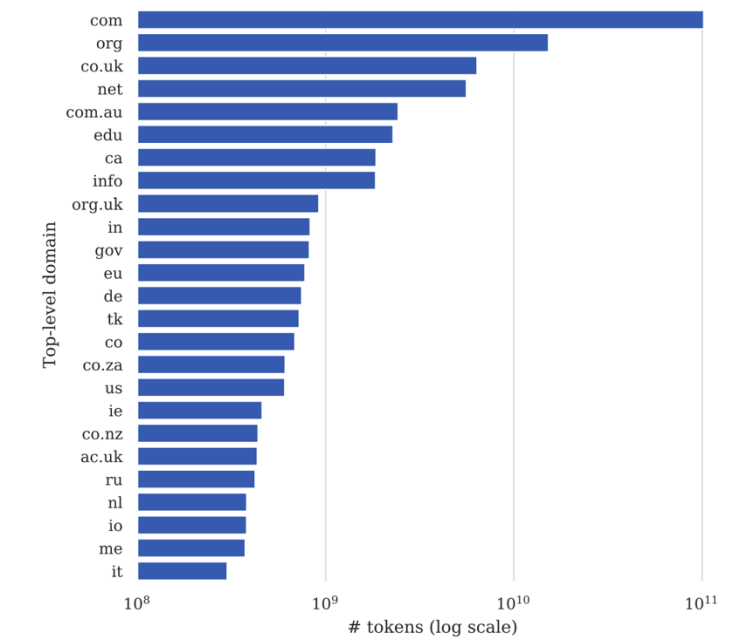 com
org
co.uk
net
com.au
edu
ca
info
org.uk
in
gov
eu
de
tk
co
co.za
us
ie
co.nz
ac.uk
ru
nl
io
me
it
Top-level domain
10⁸ 10⁹ 10¹⁰ 10¹¹
# tokens (log scale)